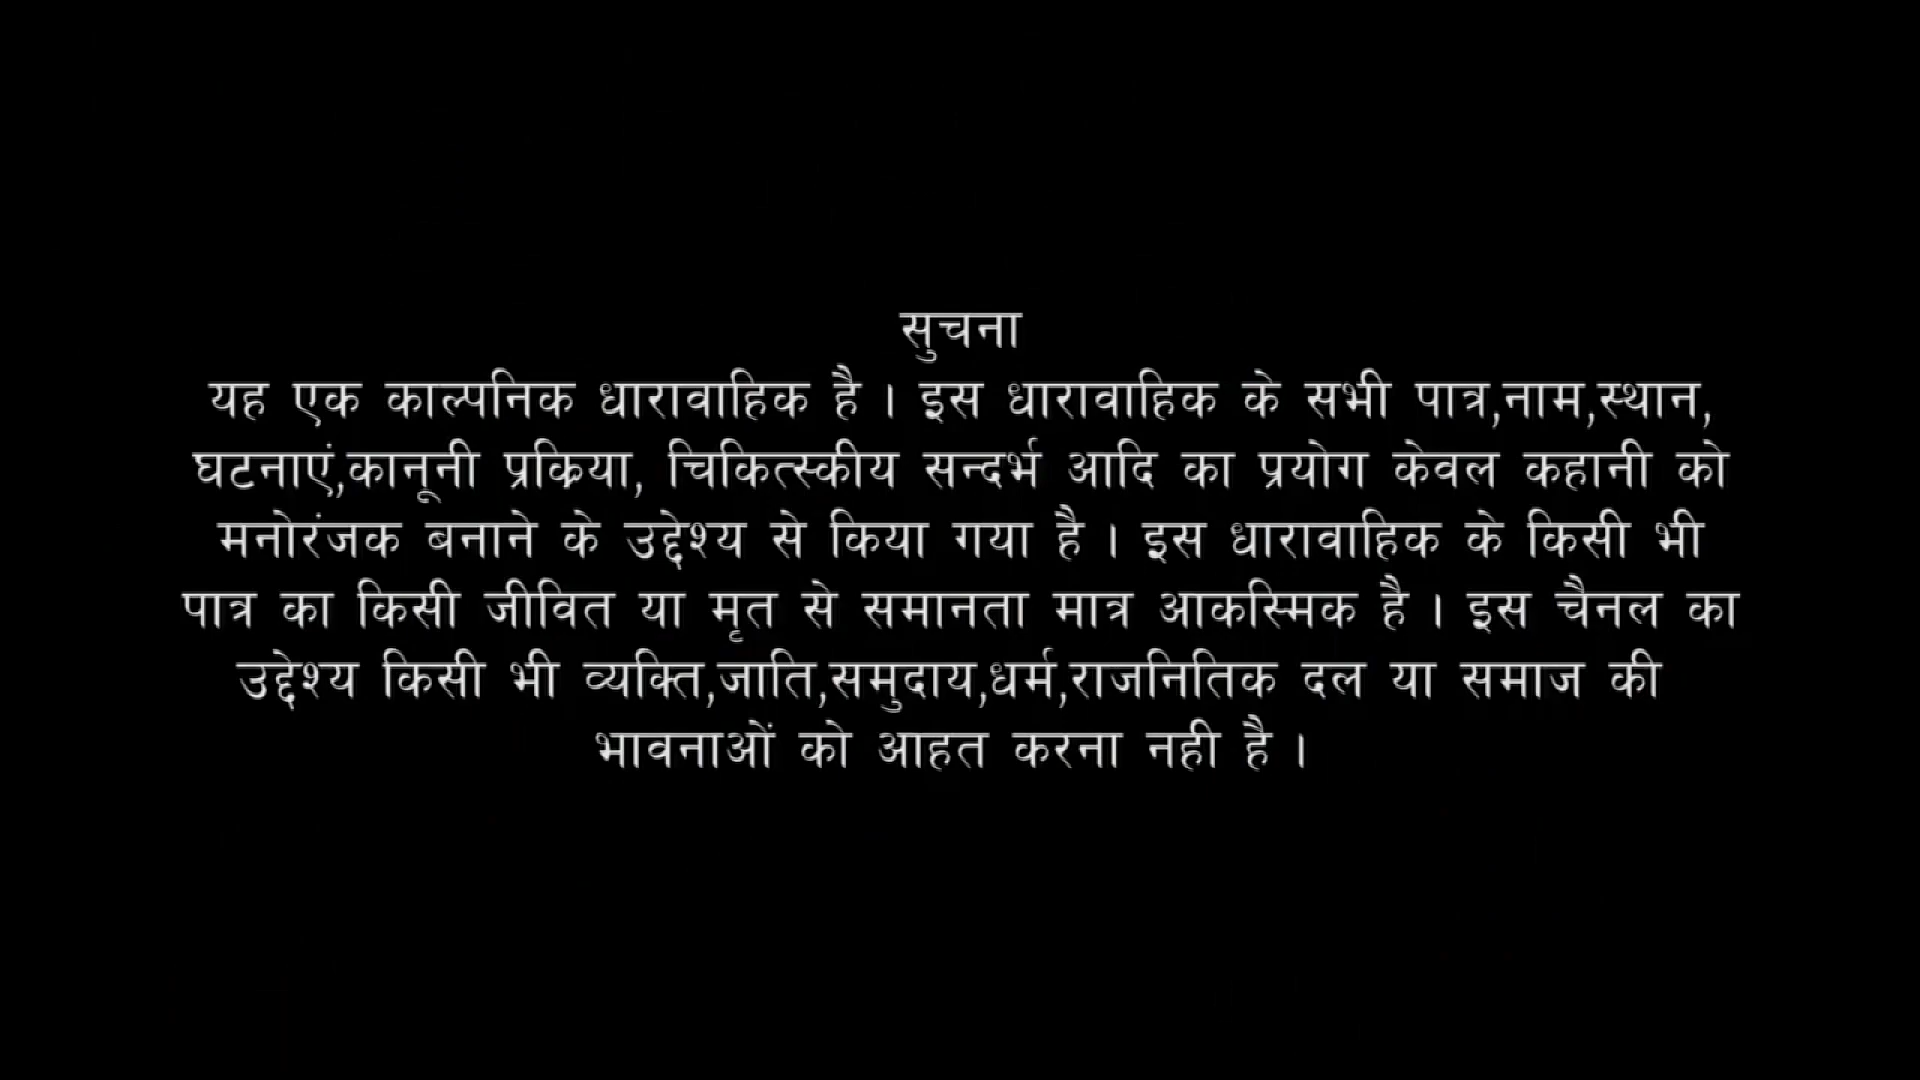 सुचना
यह एक काल्पनिक धारावाहिक है । इस धारावाहिक के सभी पात्र,नाम,स्थान,
घटनाएं,कानूनी प्रक्रिया, चिकित्स्कीय सन्दर्भ आदि का प्रयोग केवल कहानी को
मनोरंजक बनाने के उद्देश्य से किया गया है । इस धारावाहिक के किसी भी
पात्र का किसी जीवित या मृत से समानता मात्र आकस्मिक है । इस चैनल का
उद्देश्य किसी भी व्यक्ति,जाति,समुदाय,धर्म,राजनितिक दल या समाज की
भावनाओं को आहत करना नही है ।